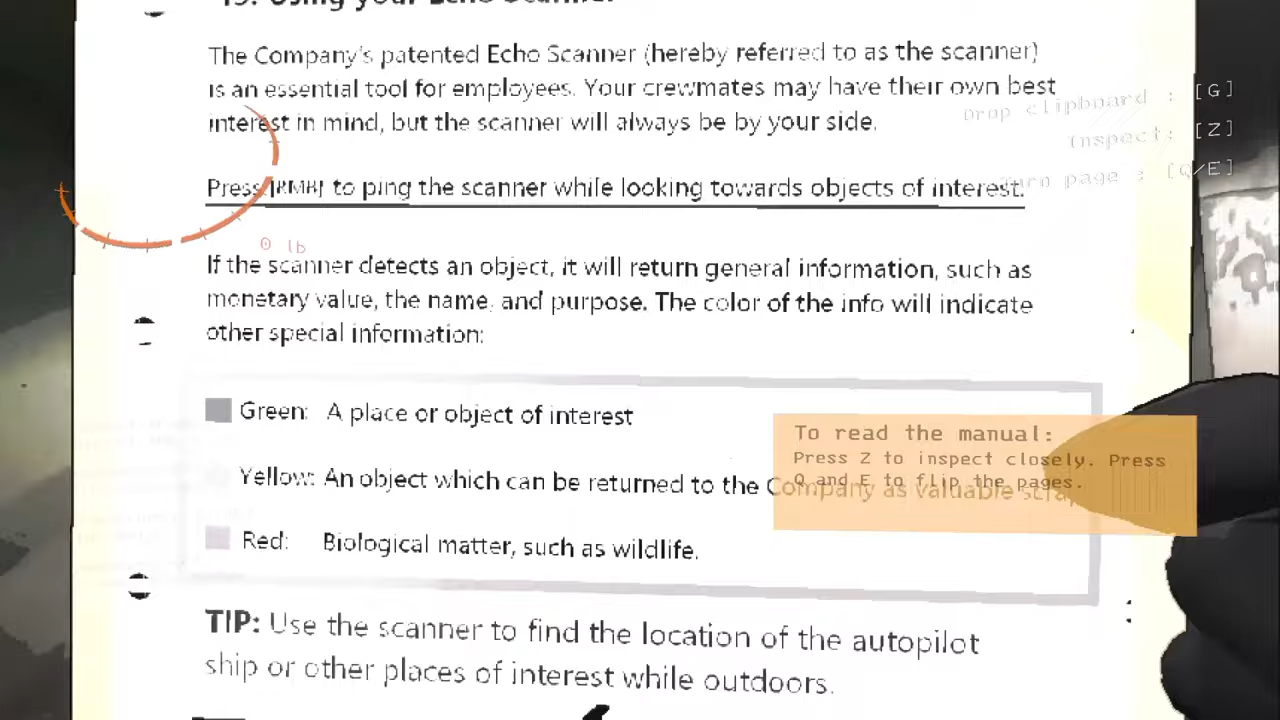 Using your Echo Scanner
The Company's patented Echo Scanner (hereby referred to as the scanner)
is an essential tool for employees. Your crewmates may have their own best
interest in mind, but the scanner will always be by your side.
Drop clipboard : [G]
Inspect: [Z]
Turn page : [Q/E]
Press [RMB] to ping the scanner while looking towards objects of interest.
0 lb
If the scanner detects an object, it will return general information, such as
monetary value, the name, and purpose. The color of the info will indicate
other special information:
Green: A place or object of interest
Yellow: An object which can be returned to the Company as valuable scrap
Red: Biological matter, such as wildlife.
To read the manual:
Press Z to inspect closely. Press
Q and E to flip the pages.
TIP: Use the scanner to find the location of the autopilot
ship or other places of interest while outdoors.